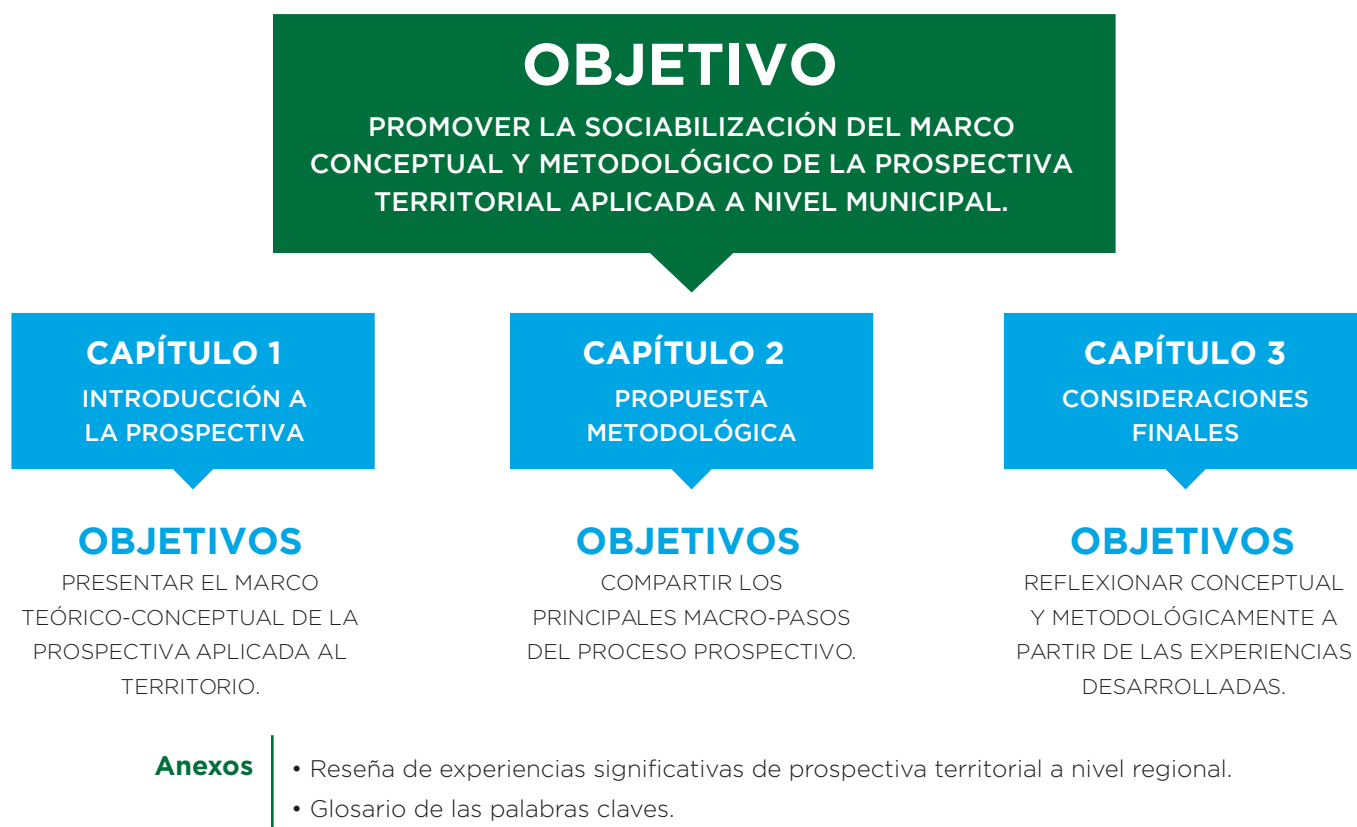 OBJETIVO
PROMOVER LA SOCIABILIZACIÓN DEL MARCO
CONCEPTUAL Y METODOLÓGICO DE LA PROSPECTIVA
TERRITORIAL APLICADA A NIVEL MUNICIPAL.
CAPÍTULO 1
INTRODUCCIÓN A
LA PROSPECTIVA
OBJETIVOS
PRESENTAR EL MARCO
TEÓRICO-CONCEPTUAL DE LA
PROSPECTIVA APLICADA AL
TERRITORIO.
CAPÍTULO 2
PROPUESTA
METODOLÓGICA
OBJETIVOS
COMPARTIR LOS
PRINCIPALES MACRO-PASOS
DEL PROCESO PROSPECTIVO.
CAPÍTULO 3
CONSIDERACIONES
FINALES
OBJETIVOS
REFLEXIONAR CONCEPTUAL
Y METODOLÓGICAMENTE A
PARTIR DE LAS EXPERIENCIAS
DESARROLLADAS.
Anexos
• Reseña de experiencias significativas de prospectiva territorial a nivel regional.
• Glosario de las palabras claves.